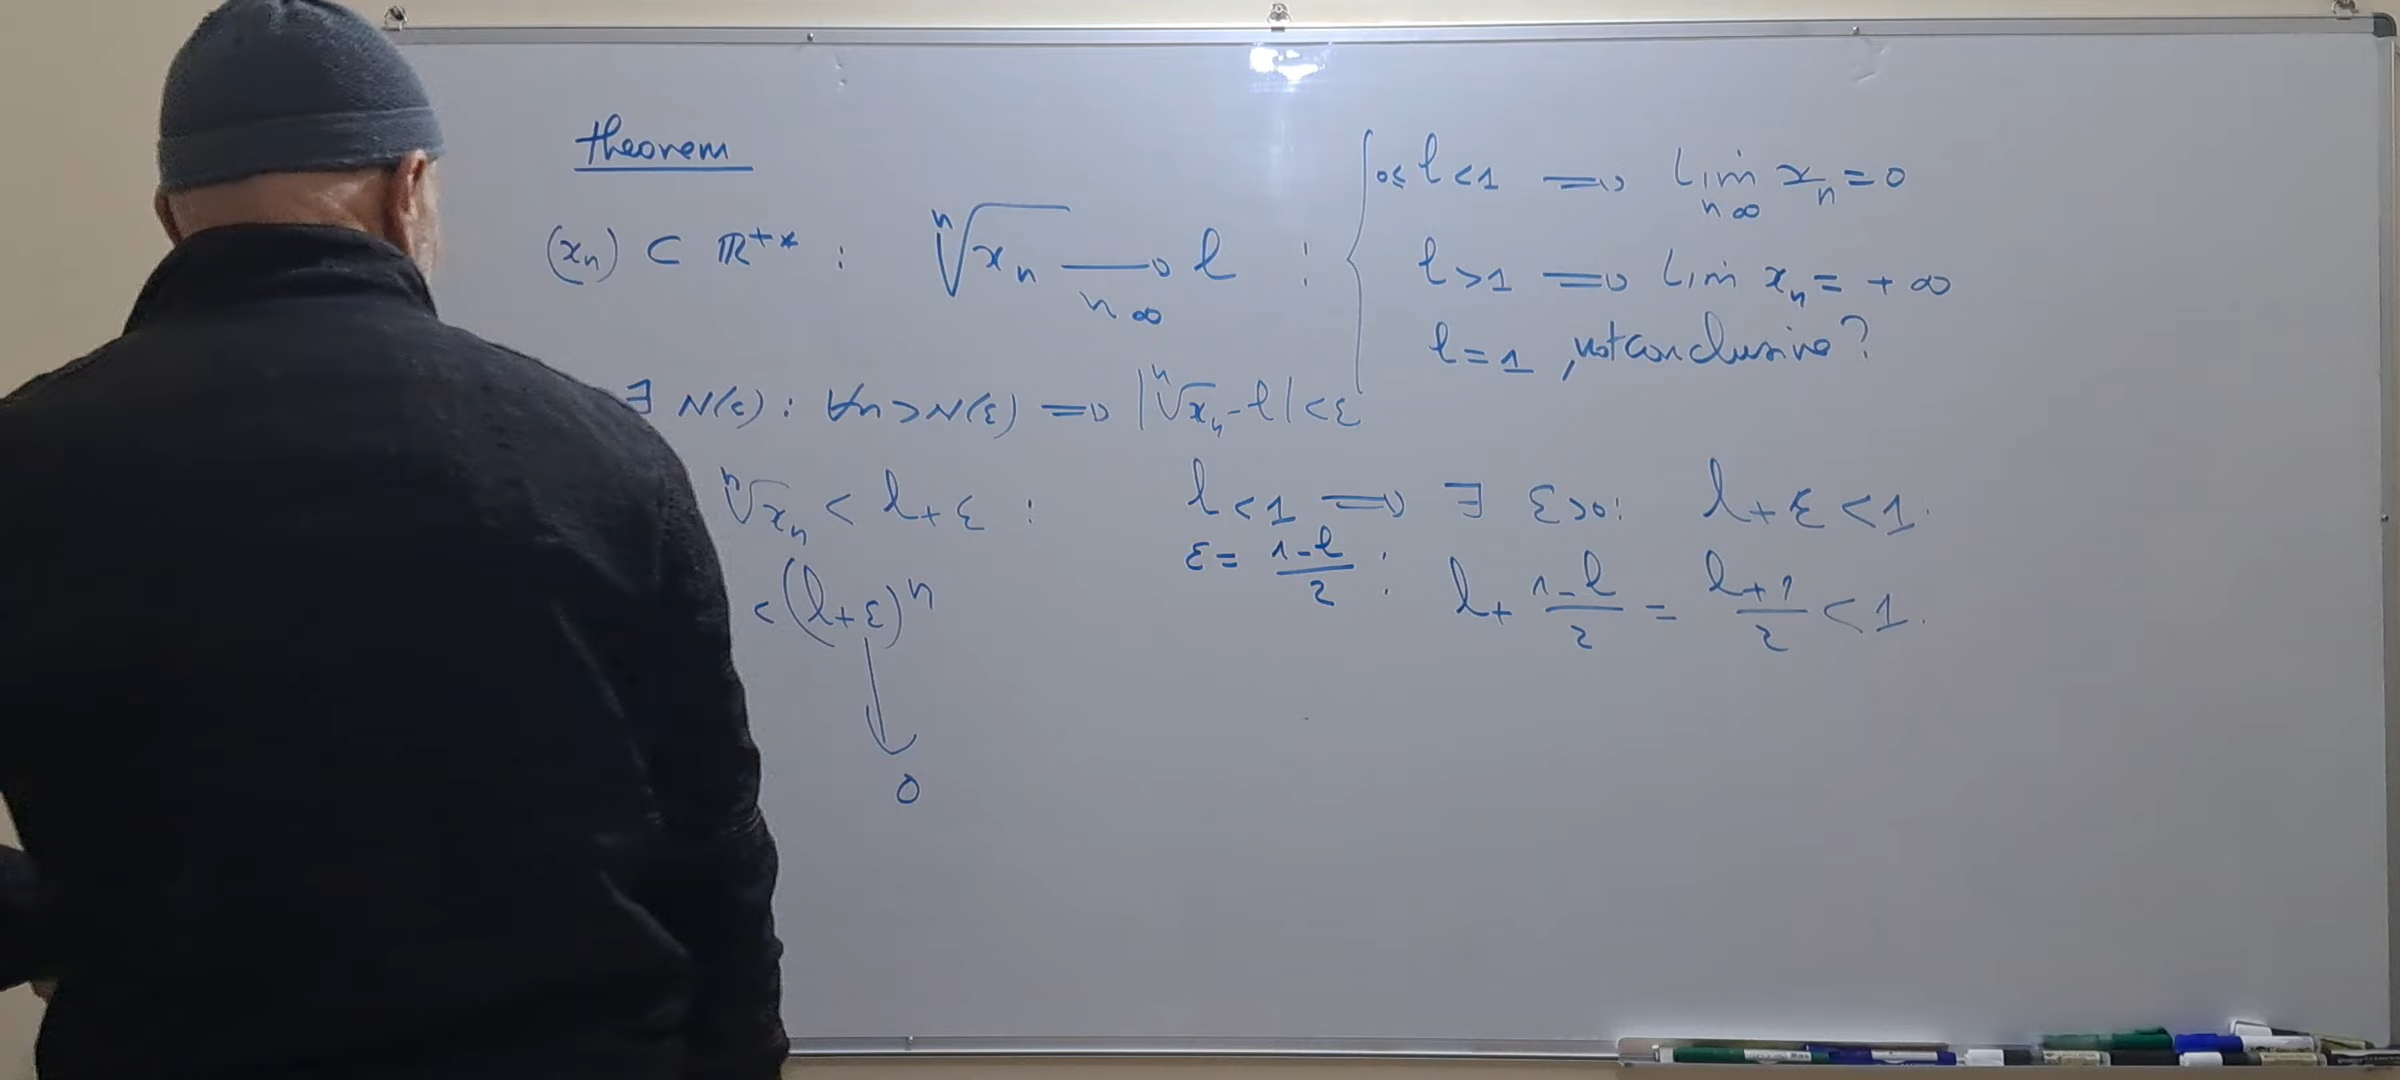 theorem
(xₙ) ⊂ ℝ⁺* : ⁿ√xₙ ⟶ ℓ :
n ∞
0≤ ℓ < 1 ⟹ Lim xₙ = 0
n ∞
ℓ > 1 ⟹ Lim xₙ = + ∞
ℓ = 1 , not conclusive ?
∃ N(ε) : ∀n > N(ε) ⟹ |ⁿ√xₙ - ℓ| < ε
ⁿ√xₙ < ℓ + ε :
< (ℓ + ε)ⁿ
0
ℓ < 1 ⟹ ∃ ε > 0 : ℓ + ε < 1.
ε = (1 - ℓ)/2 : ℓ + (1 - ℓ)/2 = (ℓ + 1)/2 < 1.